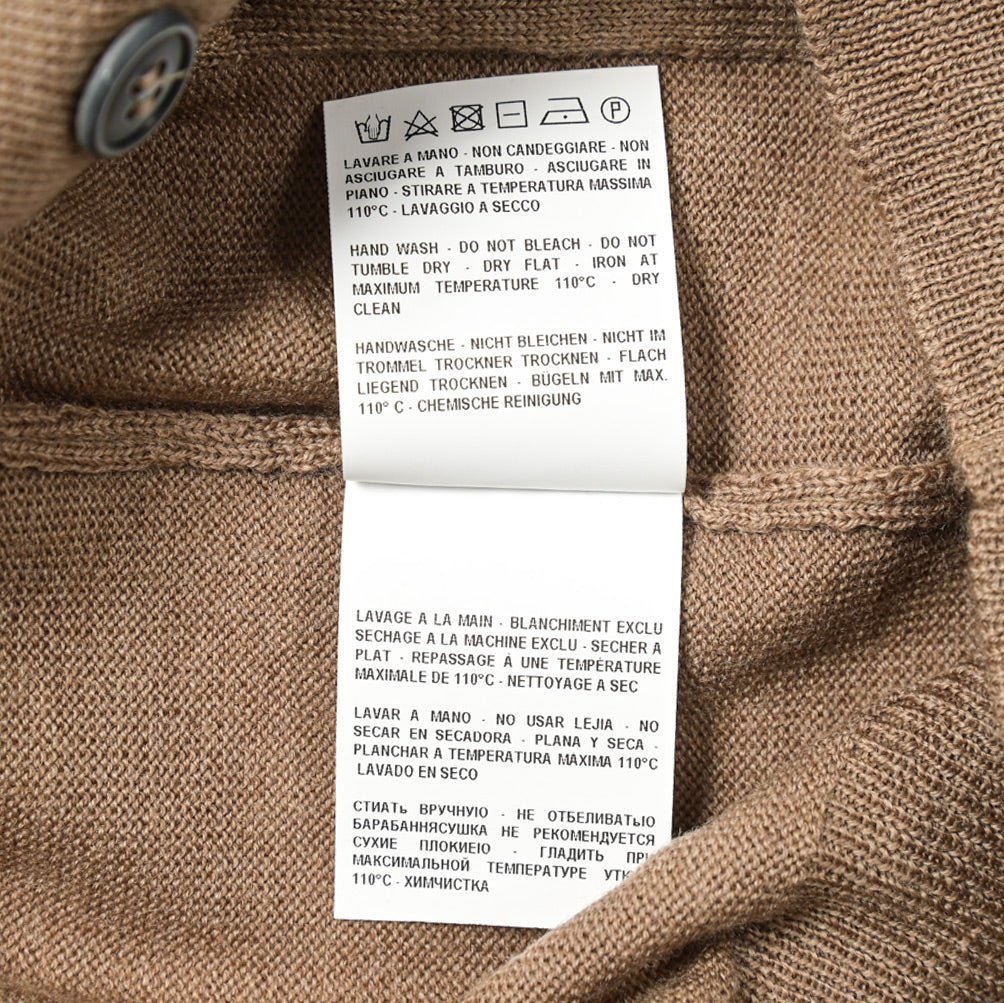 P
LAVARE A MANO - NON CANDEGGIARE - NON
ASCIUGARE A TAMBURO - ASCIUGARE IN
PIANO - STIRARE A TEMPERATURA MASSIMA
110°C - LAVAGGIO A SECCO
HAND WASH - DO NOT BLEACH - DO NOT
TUMBLE DRY - DRY FLAT - IRON AT
MAXIMUM TEMPERATURE 110°C - DRY
CLEAN
HANDWASCHE - NICHT BLEICHEN - NICHT IM
TROMMEL TROCKNER TROCKNEN - FLACH
LIEGEND TROCKNEN - BÜGELN MIT MAX.
110° C - CHEMISCHE REINIGUNG
LAVAGE A LA MAIN - BLANCHIMENT EXCLU
SECHAGE A LA MACHINE EXCLU - SECHER A
PLAT - REPASSAGE À UNE TEMPÉRATURE
MAXIMALE DE 110°C - NETTOYAGE A SEC
LAVAR A MANO - NO USAR LEJIA - NO
SECAR EN SECADORA - PLANA Y SECA -
PLANCHAR A TEMPERATURA MAXIMA 110°C
LAVADO EN SECO
СТИАТЬ ВРУЧНУЮ - НЕ ОТБЕЛИВАТЬIO
БАРАБАННЯСУШКА НЕ РЕКОМЕНДУЕТСЯ
СУХИЕ ПЛОКИЕЮ - ГЛАДИТЬ ПРИ
МАКСИМАЛЬНОЙ ТЕМПЕРАТУРЕ
110°C - ХИМЧИСТКА